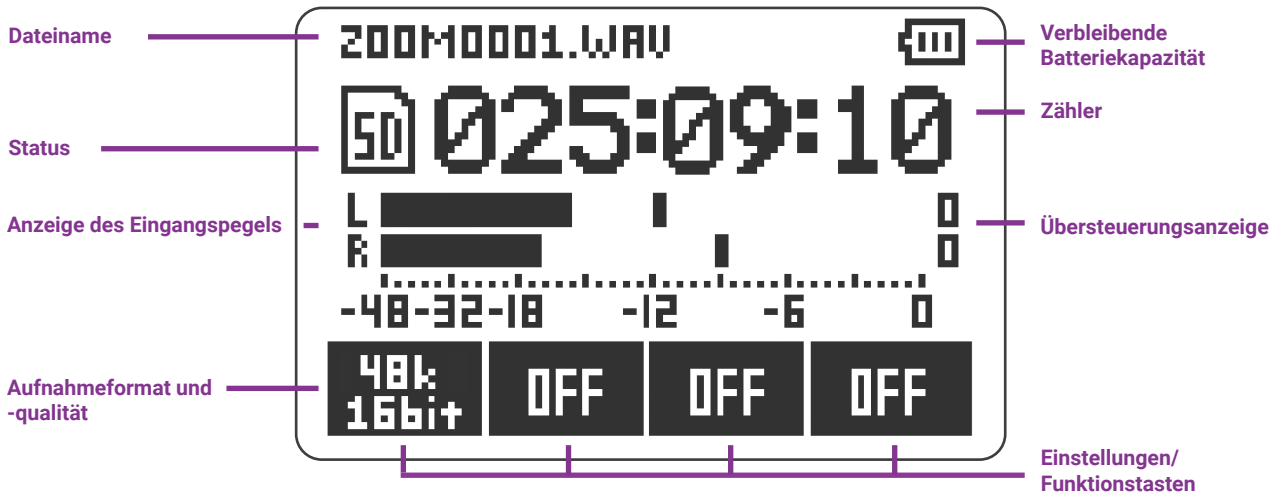 Dateiname
ZOOM0001.WAV
Verbleibende
Batteriekapazität
Status
SD
025:09:10
Zähler
Anzeige des Eingangspegels
L
R
0
0
Übersteuerungsanzeige
-48-32-18 -12 -6 0
Aufnahmeformat und
-qualität
48k
16bit
OFF
OFF
OFF
Einstellungen/
Funktionstasten